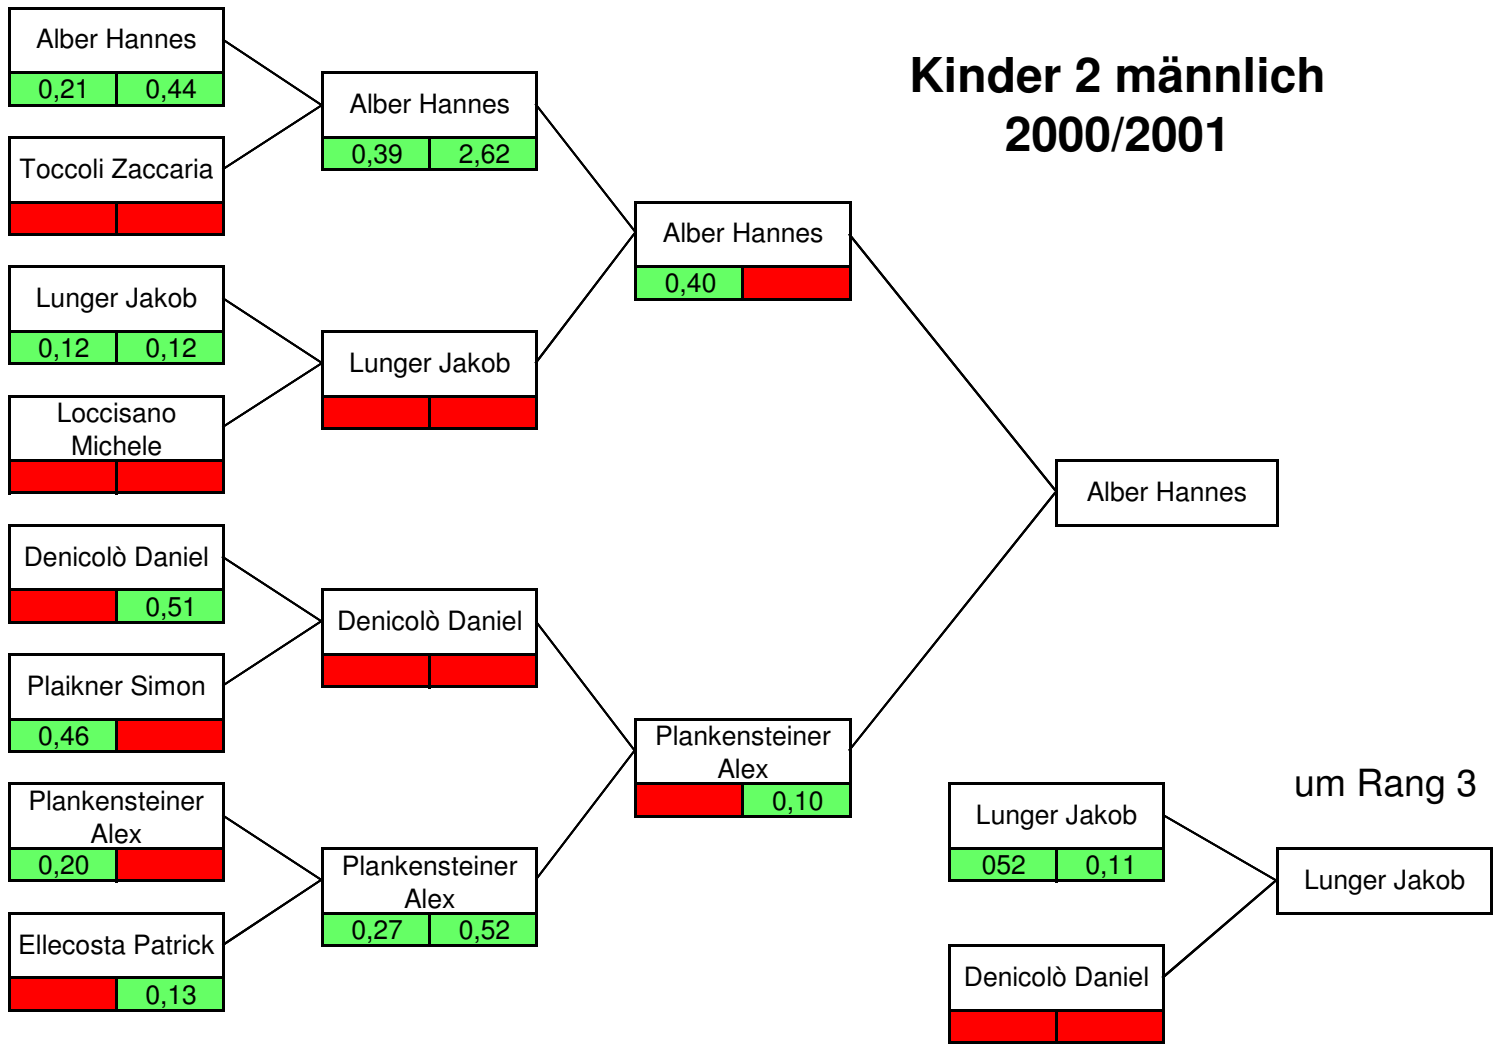 Kinder 2 männlich
2000/2001
Alber Hannes
0,21 0,44
Toccoli Zaccaria
Lunger Jakob
0,12 0,12
Loccisano
Michele
Denicolò Daniel
0,51
Plaikner Simon
0,46
Plankensteiner
Alex
0,20
Ellecosta Patrick
0,13
Alber Hannes
0,39 2,62
Lunger Jakob
Denicolò Daniel
Plankensteiner
Alex
0,27 0,52
Alber Hannes
0,40
Plankensteiner
Alex
0,10
Alber Hannes
um Rang 3
Lunger Jakob
052 0,11
Denicolò Daniel
Lunger Jakob